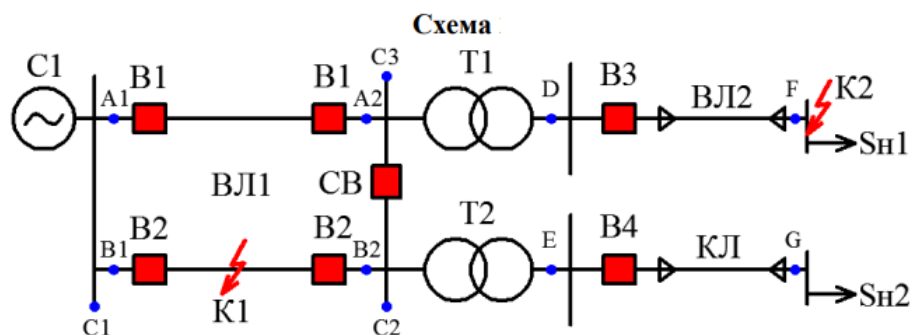 Схема
С1
В1
В1
С3
Т1
D
В3
ВЛ2
F
К2
А1
А2
Sн1
ВЛ1
СВ
В2
В2
Т2
Е
В4
КЛ
G
В1
В2
Sн2
С1
К1
С2